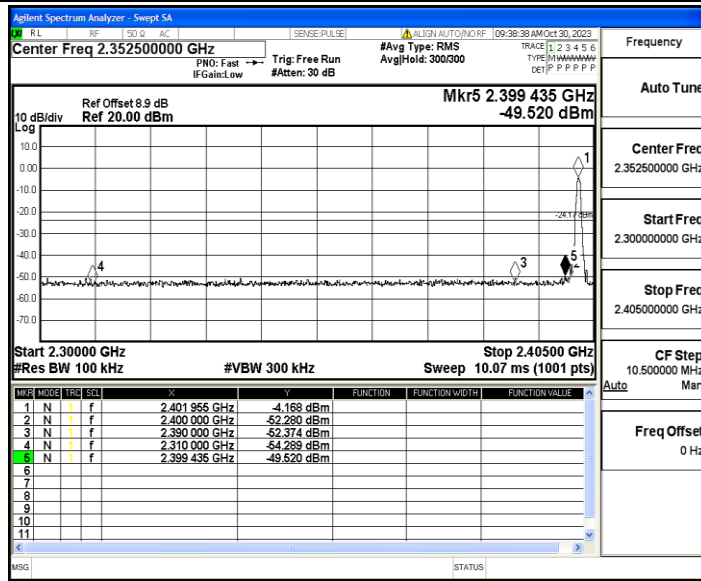 Agilent Spectrum Analyzer - Swept SA
RL RF 50 Ω AC SENSE:PULSE ALIGN AUTO/NO RF 09:38:38 AM Oct 30, 2023
Center Freq 2.352500000 GHz
PNO: Fast
IFGain:Low
Trig: Free Run
#Atten: 30 dB
#Avg Type: RMS
Avg|Hold: 300/300
TRACE 1 2 3 4 5 6
TYPE M
DET P P P P P P
Frequency
Auto Tune
Center Freq
2.352500000 GHz
Start Freq
2.300000000 GHz
Stop Freq
2.405000000 GHz
CF Step
10.500000 MHz
Auto Man
Freq Offset
0 Hz
Mkr5 2.399 435 GHz
-49.520 dBm
Ref Offset 8.9 dB
10 dB/div Ref 20.00 dBm
Log
10.0
0.00
-10.0
-20.0
-30.0
-40.0
-50.0
-60.0
-70.0
1
4
3
5
Start 2.30000 GHz Stop 2.40500 GHz
#Res BW 100 kHz #VBW 300 kHz Sweep 10.07 ms (1001 pts)
MKR MODE TRC SCL X Y FUNCTION FUNCTION WIDTH FUNCTION VALUE
1 N 1 f 2.401 955 GHz -4.168 dBm
2 N 1 f 2.400 000 GHz -52.280 dBm
3 N 1 f 2.390 000 GHz -52.374 dBm
4 N 1 f 2.310 000 GHz -54.289 dBm
5 N 1 f 2.399 435 GHz -49.520 dBm
6
7
8
9
10
11
MSG STATUS